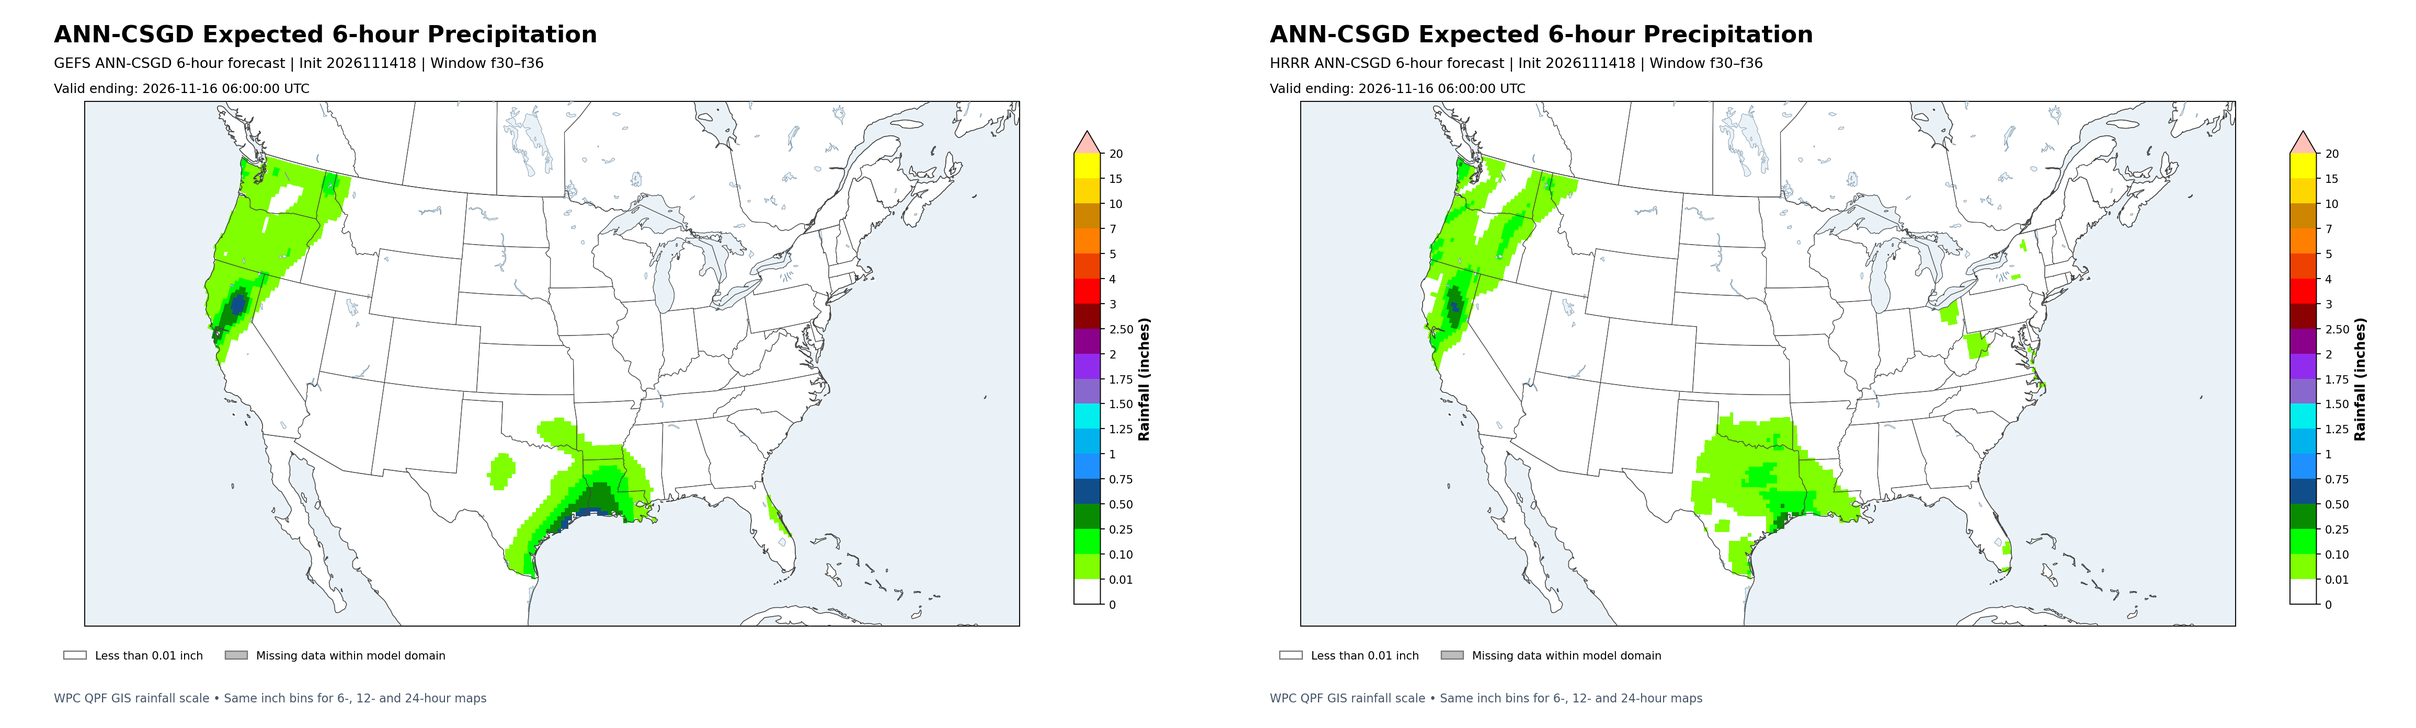 ANN-CSGD Expected 6-hour Precipitation
GEFS ANN-CSGD 6-hour forecast | Init 2026111418 | Window f30–f36
Valid ending: 2026-11-16 06:00:00 UTC
20
15
10
7
5
4
3
2.50
2
1.75
1.50
1.25
1
0.75
0.50
0.25
0.10
0.01
0
Rainfall (inches)
Less than 0.01 inch
Missing data within model domain
WPC QPF GIS rainfall scale • Same inch bins for 6-, 12- and 24-hour maps
ANN-CSGD Expected 6-hour Precipitation
HRRR ANN-CSGD 6-hour forecast | Init 2026111418 | Window f30–f36
Valid ending: 2026-11-16 06:00:00 UTC
20
15
10
7
5
4
3
2.50
2
1.75
1.50
1.25
1
0.75
0.50
0.25
0.10
0.01
0
Rainfall (inches)
Less than 0.01 inch
Missing data within model domain
WPC QPF GIS rainfall scale • Same inch bins for 6-, 12- and 24-hour maps